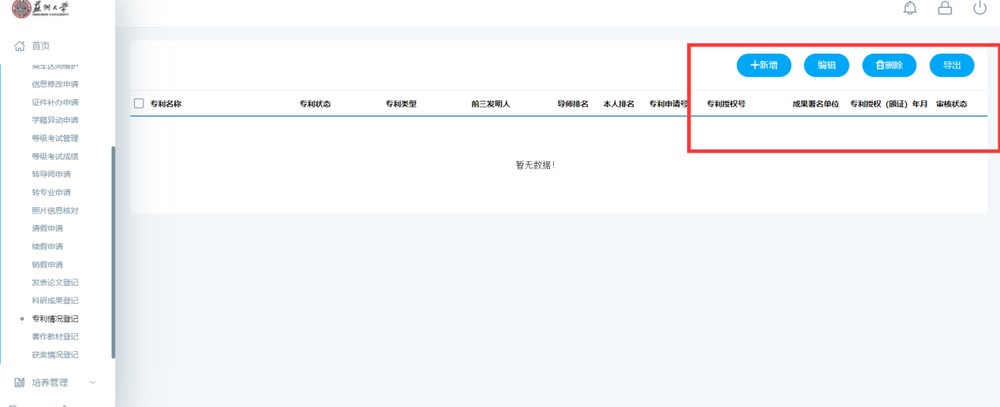 蘇州大學
SOOCHOW UNIVERSITY
首页
乘车区间维护
信息修改申请
证件补办申请
学籍异动申请
等级考试管理
等级考试成绩
转导师申请
转专业申请
照片信息核对
请假申请
续假申请
销假申请
发表论文登记
科研成果登记
专利情况登记
著作教材登记
获奖情况登记
培养管理
+新增 编辑 删除 导出
专利名称 专利状态 专利类型 前三发明人 导师排名 本人排名 专利申请号 专利授权号 成果署名单位 专利授权（颁证）年月 审核状态
暂无数据!